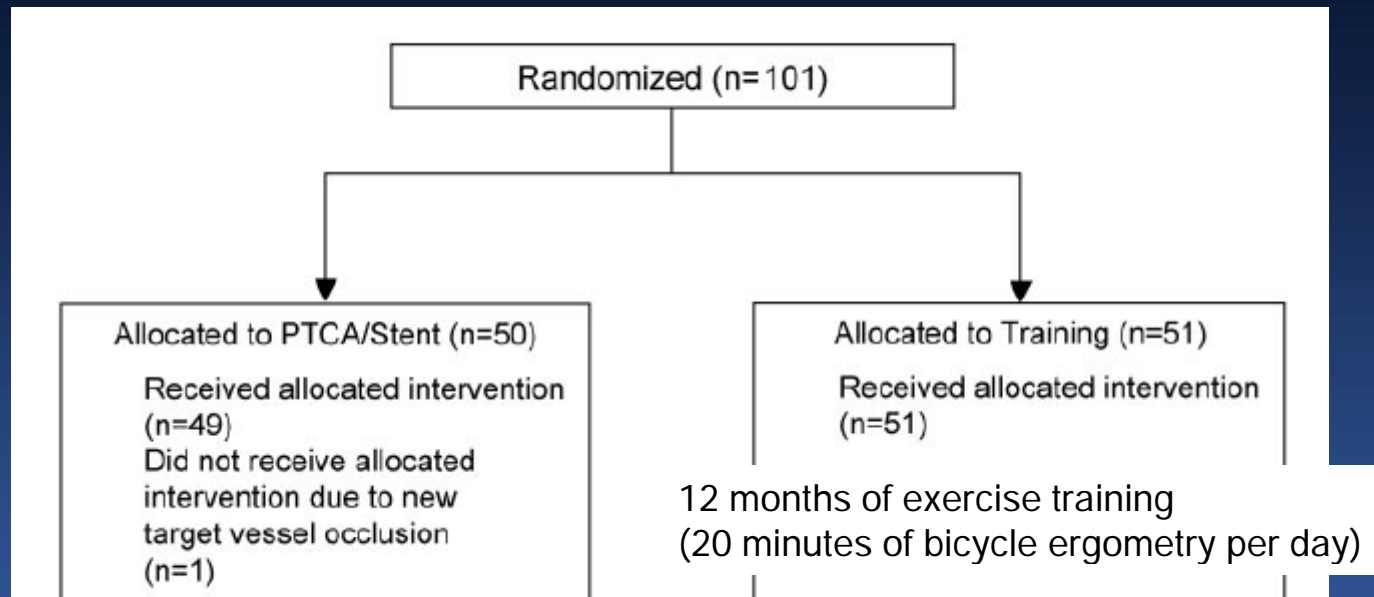 Randomized (n=101)
Allocated to PTCA/Stent (n=50)
Received allocated intervention
(n=49)
Did not receive allocated
intervention due to new
target vessel occlusion
(n=1)
Allocated to Training (n=51)
Received allocated intervention
(n=51)
12 months of exercise training
(20 minutes of bicycle ergometry per day)